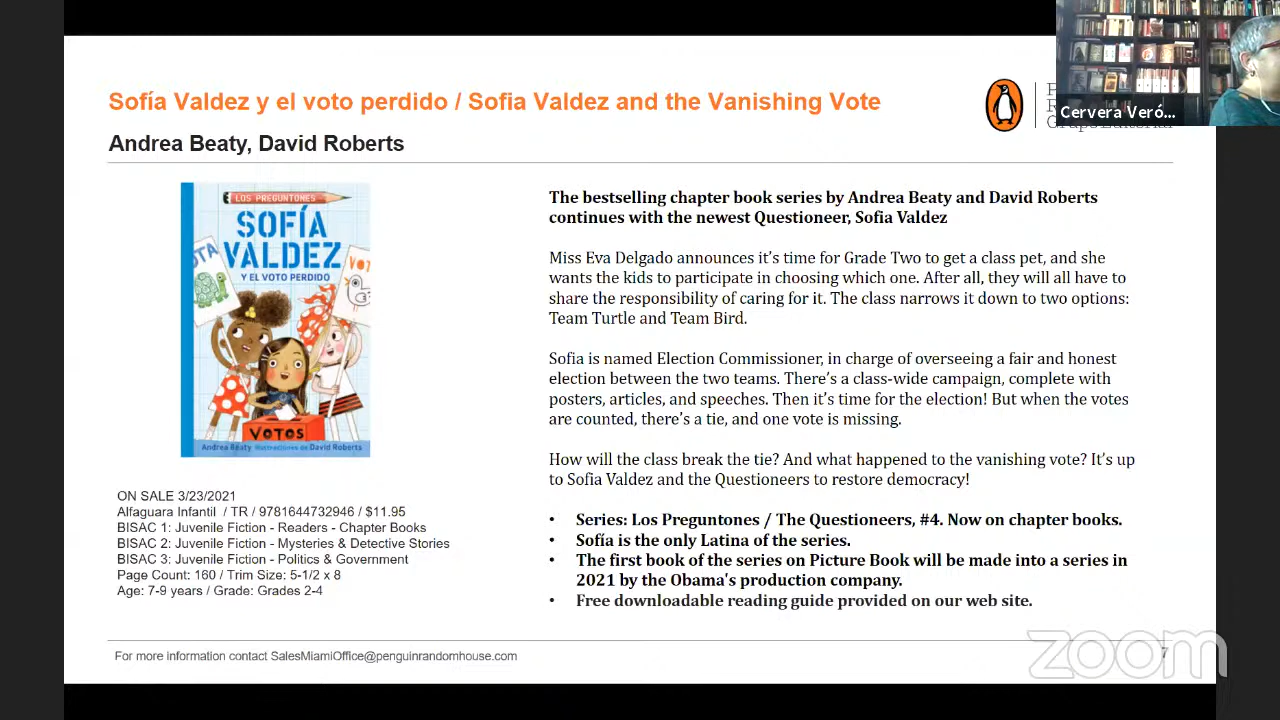 Sofía Valdez y el voto perdido / Sofia Valdez and the Vanishing Vote
Andrea Beaty, David Roberts
Cervera Veró...
LOS PREGUNTONES
SOFÍA
VALDEZ
Y EL VOTO PERDIDO
VOTOS
Andrea Beaty Ilustraciones de David Roberts
The bestselling chapter book series by Andrea Beaty and David Roberts
continues with the newest Questioneer, Sofia Valdez
Miss Eva Delgado announces it's time for Grade Two to get a class pet, and she
wants the kids to participate in choosing which one. After all, they will all have to
share the responsibility of caring for it. The class narrows it down to two options:
Team Turtle and Team Bird.
Sofia is named Election Commissioner, in charge of overseeing a fair and honest
election between the two teams. There's a class-wide campaign, complete with
posters, articles, and speeches. Then it's time for the election! But when the votes
are counted, there's a tie, and one vote is missing.
How will the class break the tie? And what happened to the vanishing vote? It's up
to Sofia Valdez and the Questioneers to restore democracy!
• Series: Los Preguntones / The Questioneers, #4. Now on chapter books.
• Sofía is the only Latina of the series.
• The first book of the series on Picture Book will be made into a series in
2021 by the Obama's production company.
• Free downloadable reading guide provided on our web site.
ON SALE 3/23/2021
Alfaguara Infantil / TR / 9781644732946 / $11.95
BISAC 1: Juvenile Fiction - Readers - Chapter Books
BISAC 2: Juvenile Fiction - Mysteries & Detective Stories
BISAC 3: Juvenile Fiction - Politics & Government
Page Count: 160 / Trim Size: 5-1/2 x 8
Age: 7-9 years / Grade: Grades 2-4
For more information contact SalesMiamiOffice@penguinrandomhouse.com
7
zoom